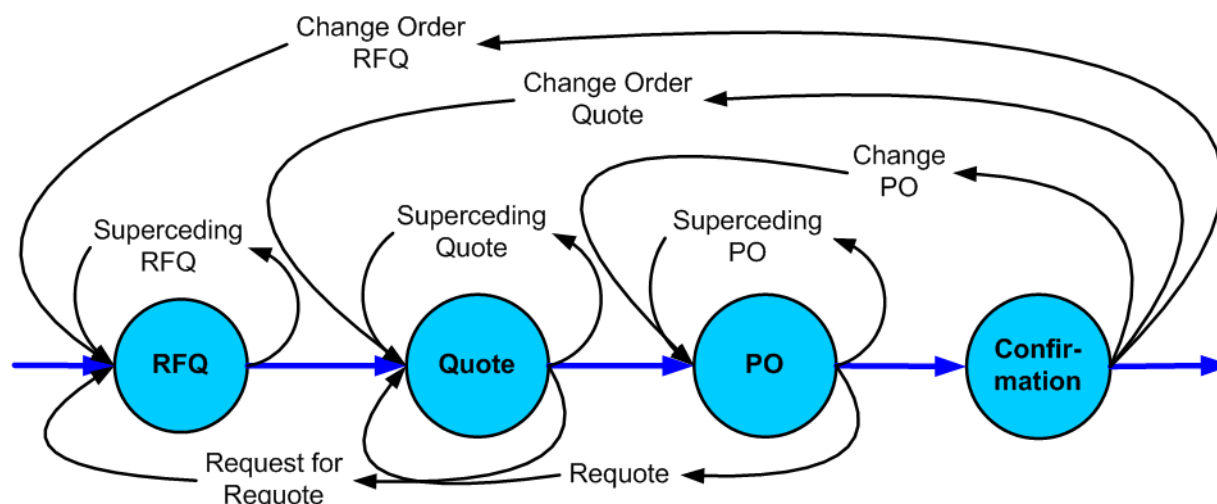 Change Order
RFQ
Change Order
Quote
Change
PO
Superceding
RFQ
Superceding
Quote
Superceding
PO
RFQ
Quote
PO
Confir-
mation
Request for
Requote
Requote